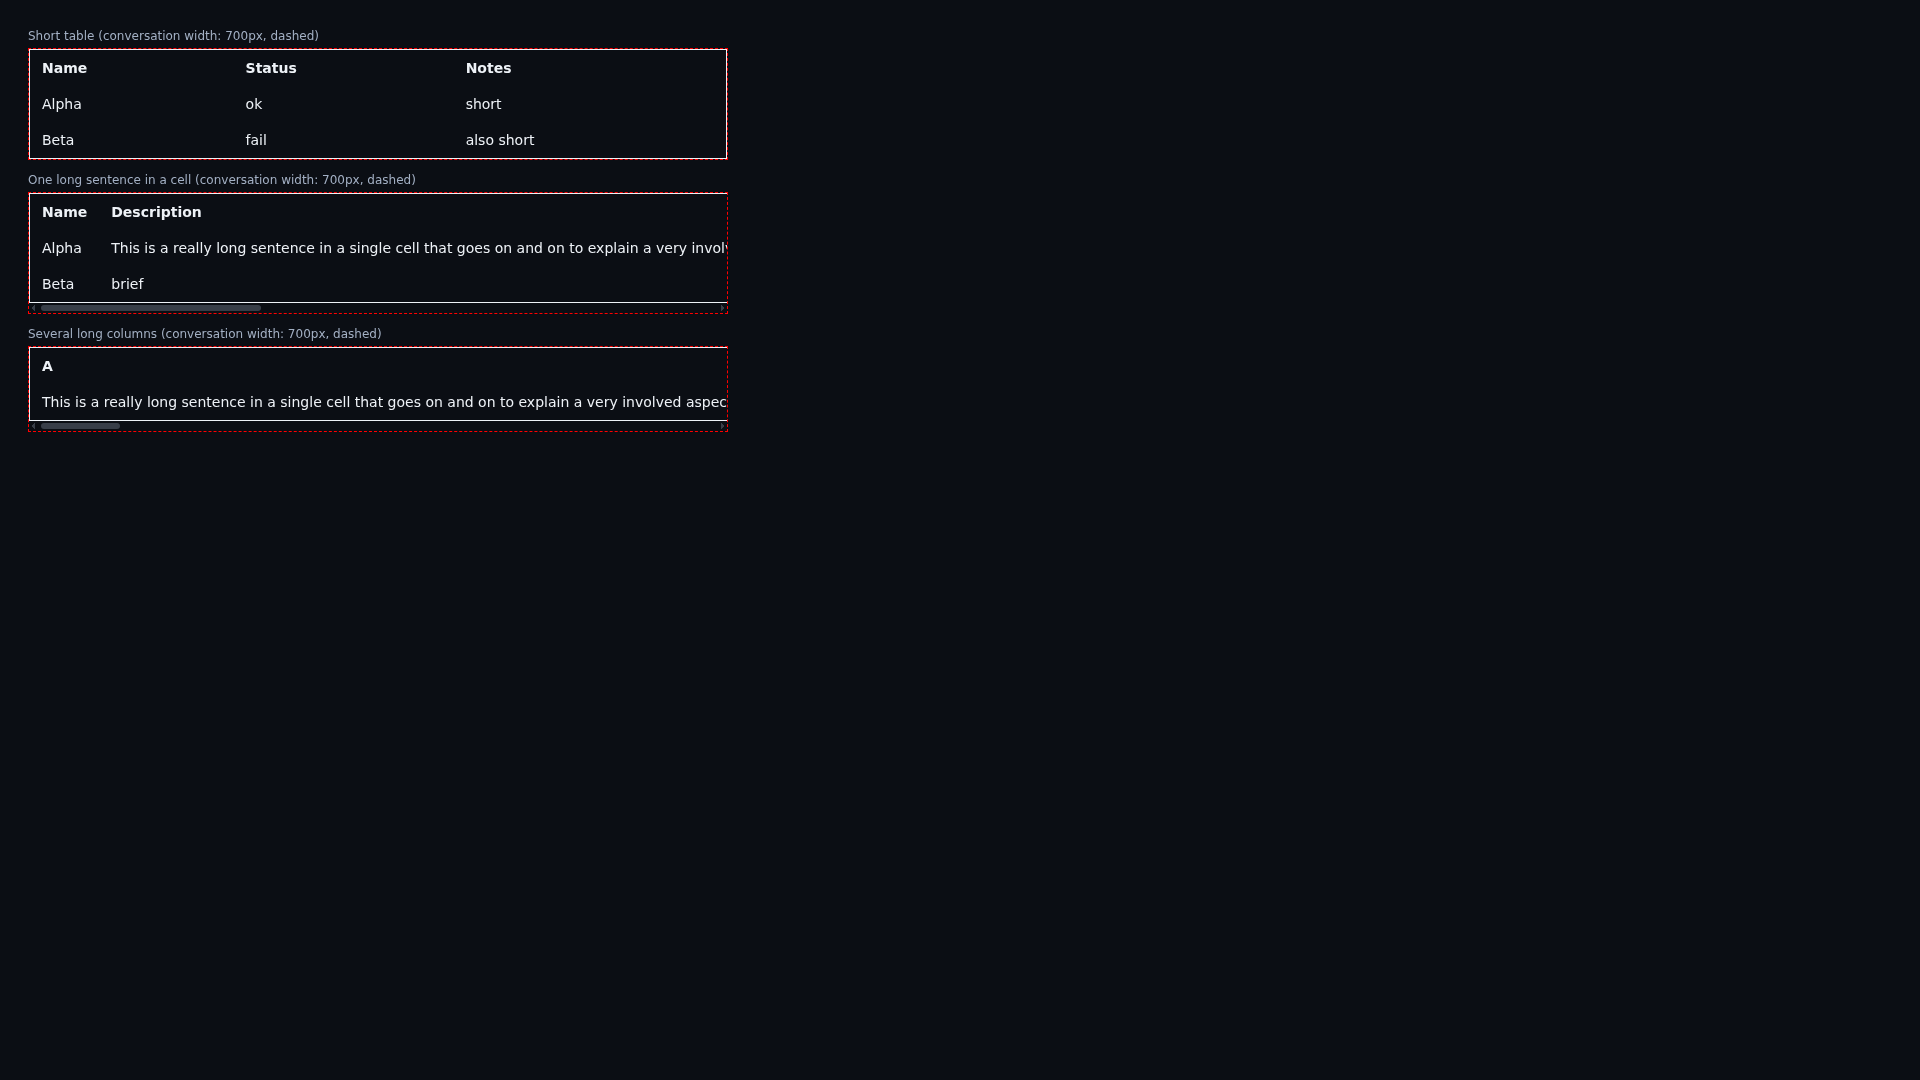 Short table (conversation width: 700px, dashed)
Name Status Notes
Alpha ok short
Beta fail also short
One long sentence in a cell (conversation width: 700px, dashed)
Name Description
Alpha This is a really long sentence in a single cell that goes on and on to explain a very
Beta brief
Several long columns (conversation width: 700px, dashed)
A
This is a really long sentence in a single cell that goes on and on to explain a very involved